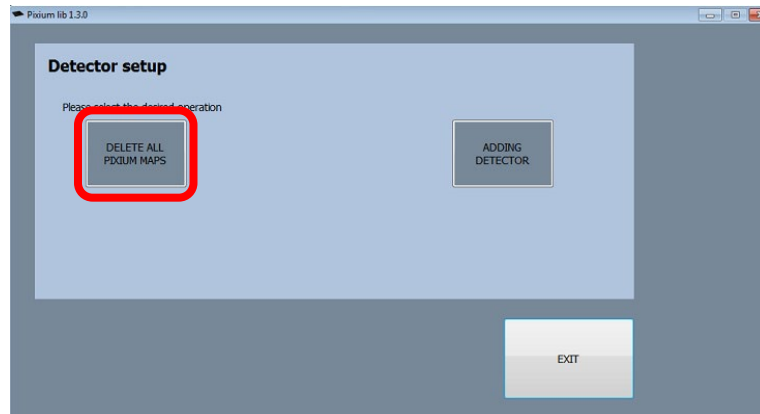 Pixium lib 1.3.0
Detector setup
Please select the desired operation
DELETE ALL
PIXIUM MAPS
ADDING
DETECTOR
EXIT